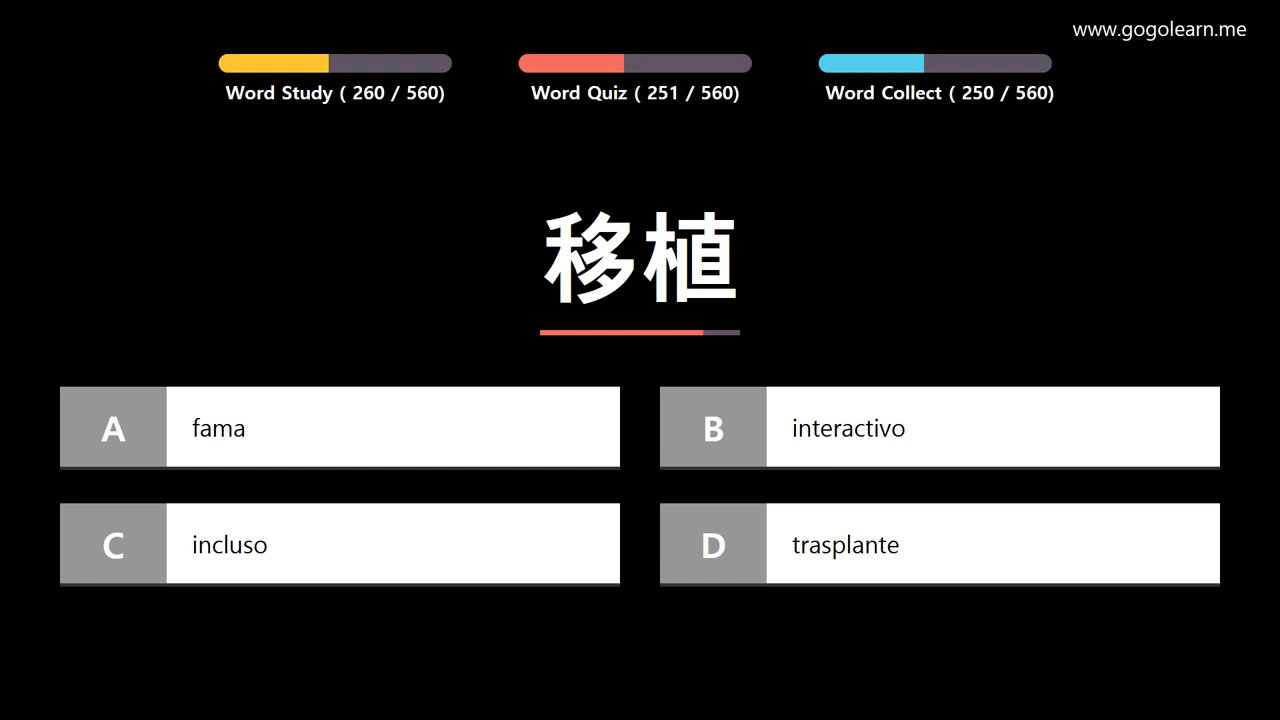 www.gogolearn.me
Word Study ( 260 / 560)
Word Quiz ( 251 / 560)
Word Collect ( 250 / 560)
移植
A fama
B interactivo
C incluso
D trasplante